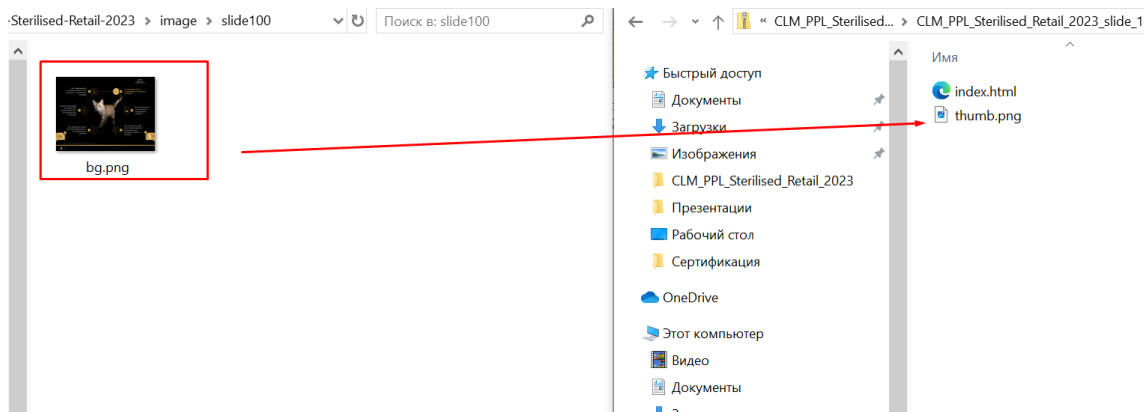 -Sterilised-Retail-2023 > image > slide100
Поиск в: slide100
bg.png
« CLM_PPL_Sterilised... > CLM_PPL_Sterilised_Retail_2023_slide_1
Имя
Быстрый доступ
Документы
Загрузки
Изображения
CLM_PPL_Sterilised_Retail_2023
Презентации
Рабочий стол
Сертификация
OneDrive
Этот компьютер
Видео
Документы
index.html
thumb.png